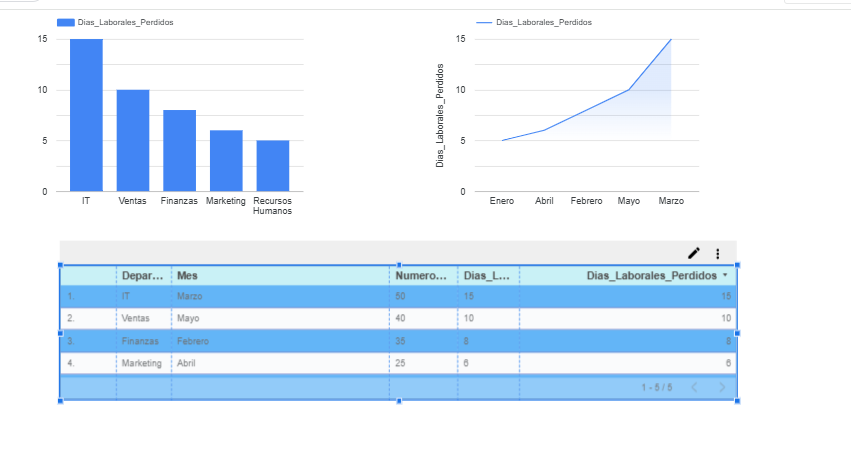 Dias_Laborales_Perdidos
15
10
5
0
IT Ventas Finanzas Marketing Recursos Humanos
Dias_Laborales_Perdidos
Dias_Laborales_Perdidos
15
10
5
0
Enero Abril Febrero Mayo Marzo
Depar... Mes Numero... Dias_L... Dias_Laborales_Perdidos
1. IT Marzo 50 15 15
2. Ventas Mayo 40 10 10
3. Finanzas Febrero 35 8 8
4. Marketing Abril 25 6 6
1 - 5 / 5